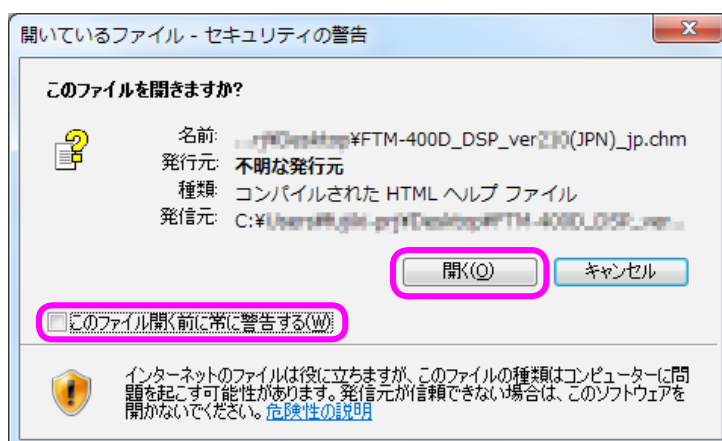 開いているファイル - セキュリティの警告
このファイルを開きますか?
名前: ¥FTM-400D_DSP_ver (JPN)_jp.chm
発行元: 不明な発行元
種類: コンパイルされた HTML ヘルプ ファイル
発信元: C:¥
開く(O) キャンセル
このファイル開く前に常に警告する(W)
インターネットのファイルは役に立ちますが、このファイルの種類はコンピューターに問
題を起こす可能性があります。発信元が信頼できない場合は、このソフトウェアを
開かないでください。危険性の説明